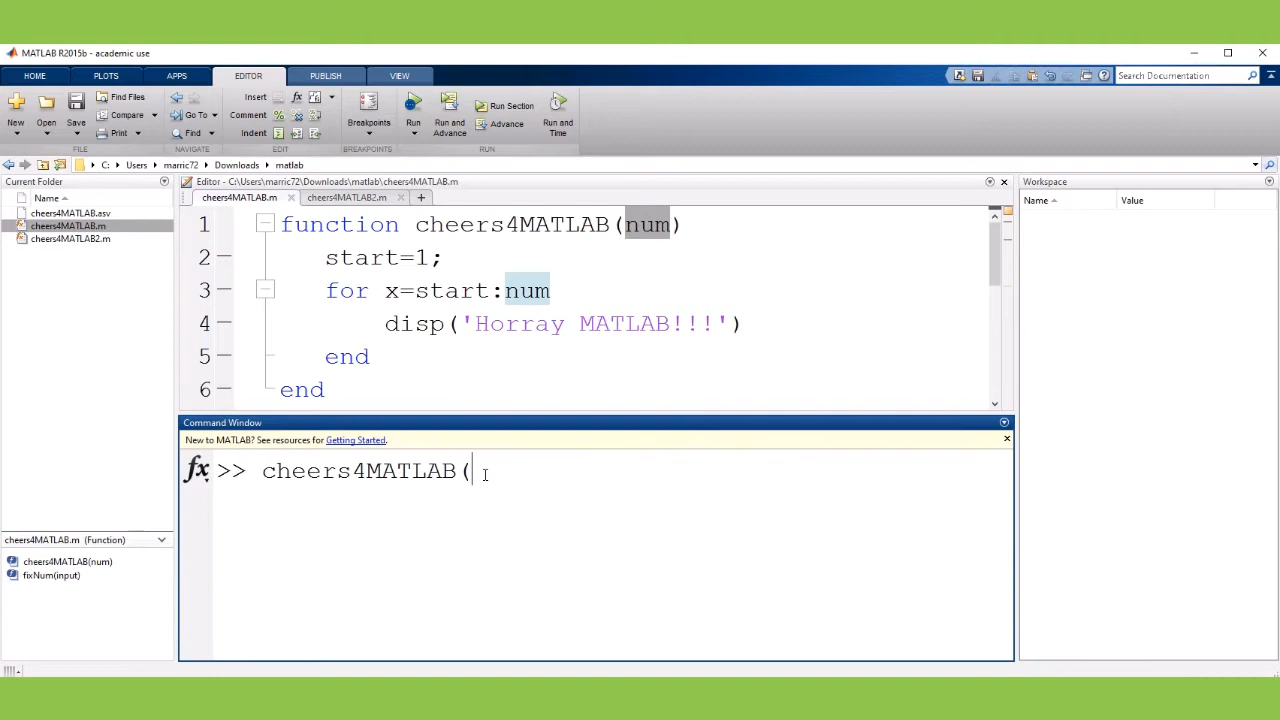 MATLAB R2015b - academic use
HOME PLOTS APPS EDITOR PUBLISH VIEW Search Documentation
New Open Save Find Files Compare Print Go To Find Insert Comment Indent fx Breakpoints Run Run and Advance Run Section Advance Run and Time
FILE NAVIGATE EDIT BREAKPOINTS RUN
C: Users marric72 Downloads matlab
Current Folder
Name
cheers4MATLAB.asv
cheers4MATLAB.m
cheers4MATLAB2.m
cheers4MATLAB.m (Function)
cheers4MATLAB(num)
fixNum(input)
Editor - C:\Users\marric72\Downloads\matlab\cheers4MATLAB.m
cheers4MATLAB.m cheers4MATLAB2.m
1 function cheers4MATLAB(num)
2 start=1;
3 for x=start:num
4 disp('Horray MATLAB!!!')
5 end
6 end
Command Window
New to MATLAB? See resources for Getting Started.
fx >> cheers4MATLAB(
Workspace
Name Value